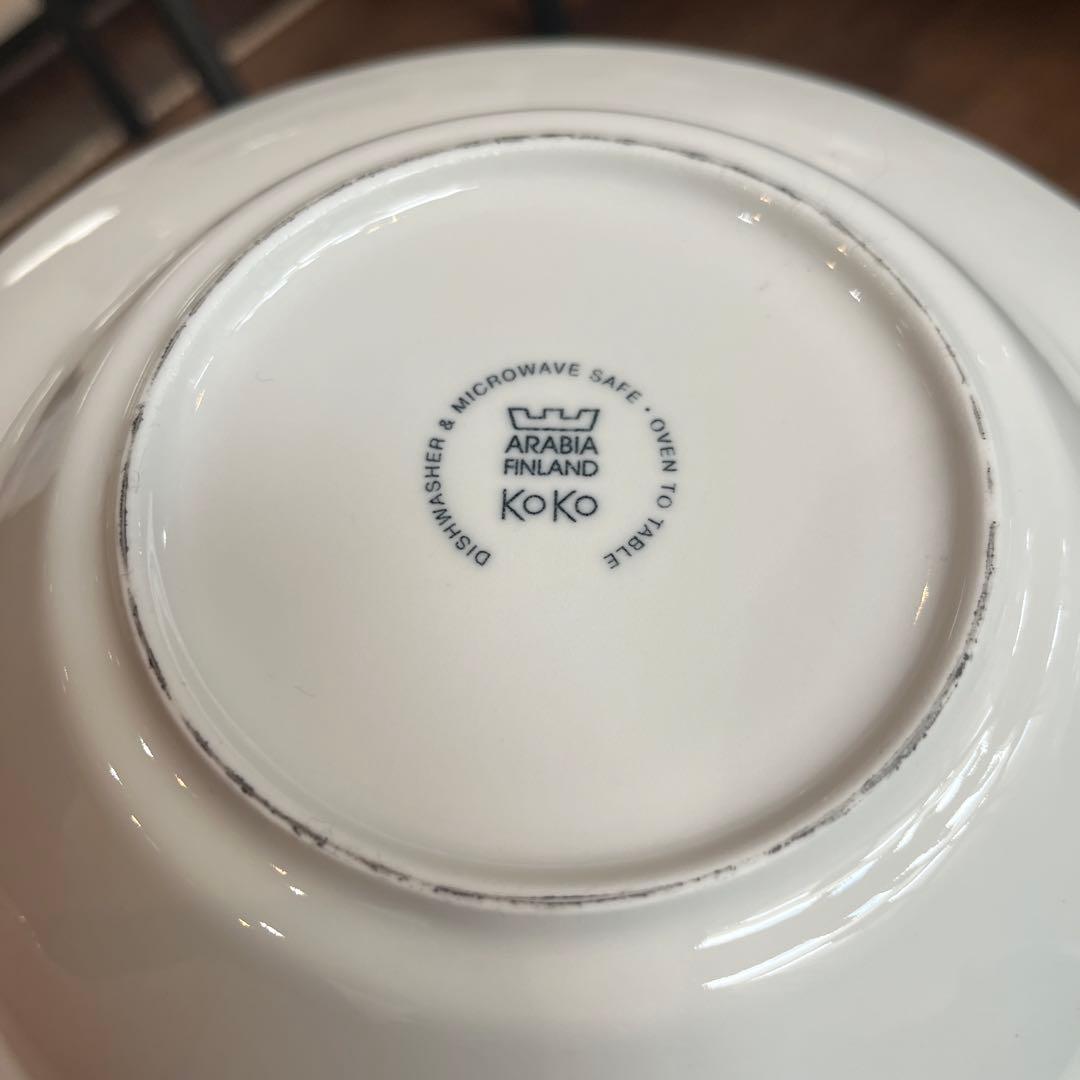 DISHWASHER & MICROWAVE SAFE · OVEN TO TABLE
ARABIA
FINLAND
KoKo